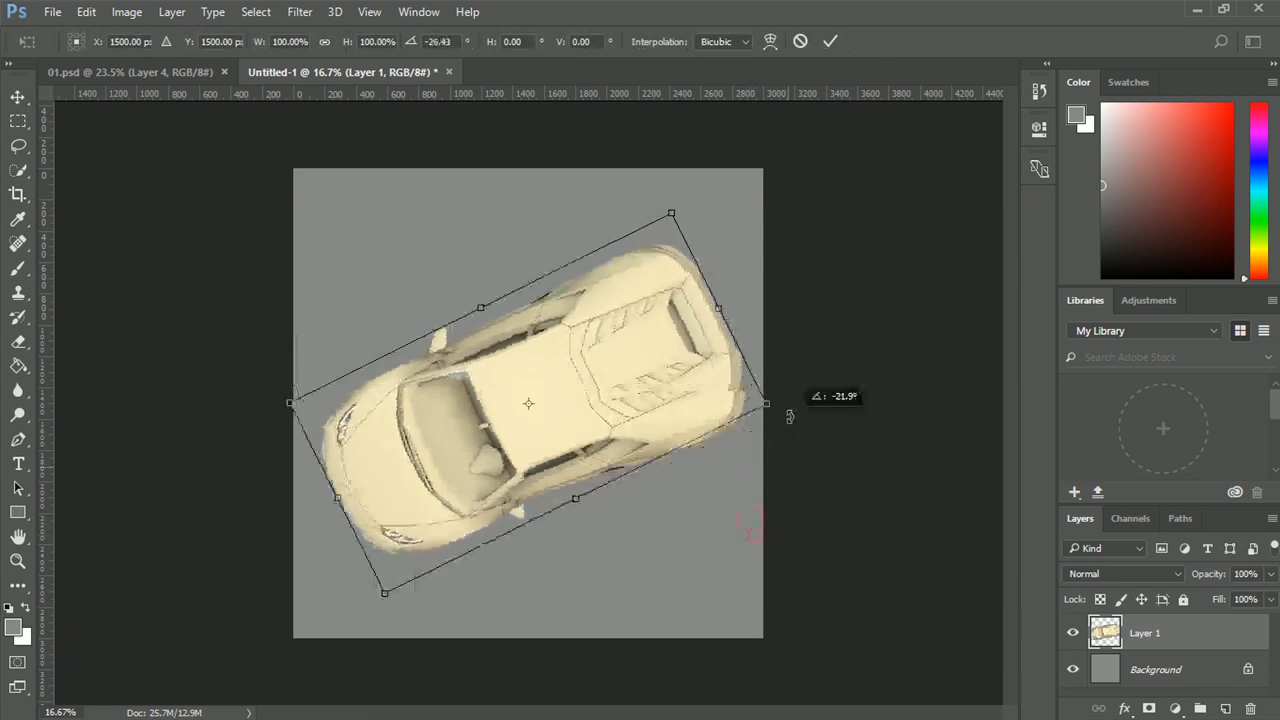 Ps File Edit Image Layer Type Select Filter 3D View Window Help
X: 1500.00 px Y: 1500.00 px W: 100.00% H: 100.00% ° H: 0.00 ° V: 0.00 ° Interpolation: Bicubic
01.psd @ 23.5% (Layer 4, RGB/8#) × Untitled-1 @ 16.7% (Layer 1, RGB/8#) * ×
1400 1200 1000 800 600 400 200 0 200 400 600 800 1000 1200 1400 1600 1800 2000 2200 2400 2600 2800 3000 3200 3400 3600 3800 4000 4200 4400
Color Swatches
Libraries Adjustments
My Library
Search Adobe Stock
-21.9°
Layers Channels Paths
Kind
Normal Opacity: 100%
Lock: Fill: 100%
Layer 1
Background
16.67% Doc: 25.7M/12.9M